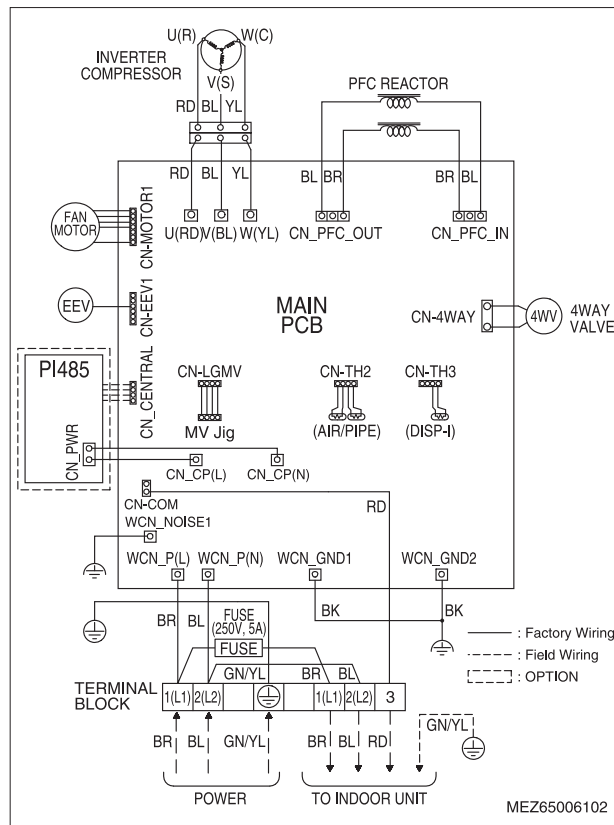 U(R) W(C)
INVERTER
COMPRESSOR
V(S)
PFC REACTOR
RD BL YL
RD BL YL
BL BR
BR BL
FAN
MOTOR
CN-MOTOR1
U(RD) V(BL) W(YL)
CN_PFC_OUT
CN_PFC_IN
EEV
CN-EEV1
MAIN
PCB
CN-4WAY
4WV
4WAY
VALVE
PI485
CN_CENTRAL
CN-LGMV
MV Jig
CN-TH2
(AIR/PIPE)
CN-TH3
(DISP-I)
CN_PWR
CN_CP(L)
CN_CP(N)
CN-COM
RD
WCN_NOISE1
WCN_P(L) WCN_P(N) WCN_GND1 WCN_GND2
BR BL
FUSE
(250V, 5A)
FUSE
BK
BK
: Factory Wiring
: Field Wiring
: OPTION
GN/YL
BR BL
TERMINAL
BLOCK
1(L1) 2(L2) 1(L1) 2(L2) 3
GN/YL
BR BL GN/YL
BR BL RD
POWER
TO INDOOR UNIT
MEZ65006102